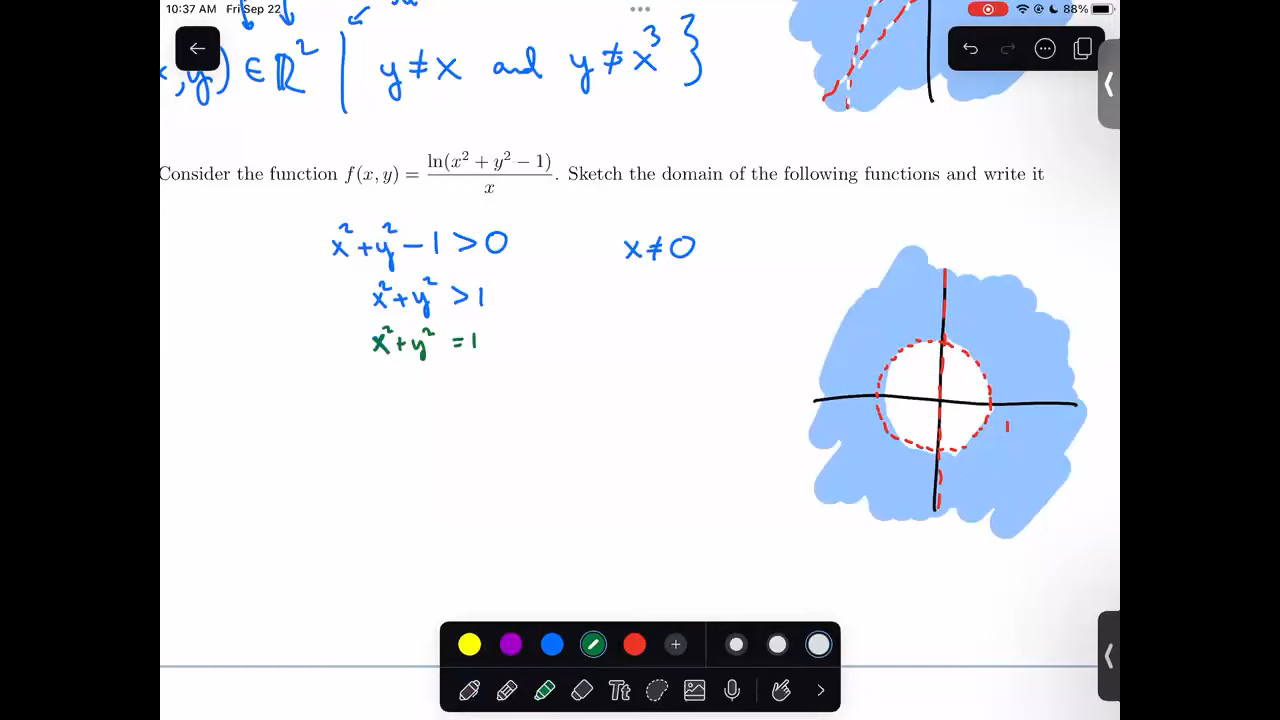 10:37 AM Fri Sep 22
88%
,y) ∈ ℝ² | y ≠ x and y ≠ x³ }
Consider the function f(x, y) = ln(x² + y² − 1) / x. Sketch the domain of the following functions and write it
x² + y² − 1 > 0
x ≠ 0
x² + y² > 1
x² + y² = 1
1
Tt